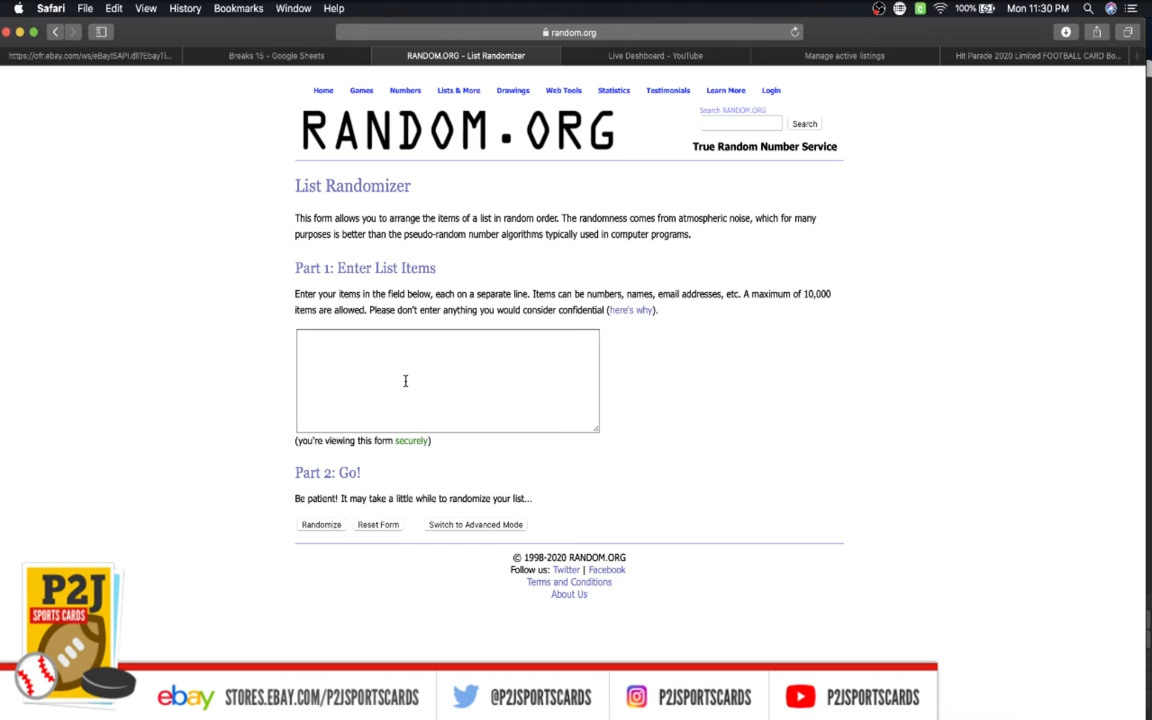 Safari File Edit View History Bookmarks Window Help 100% Mon 11:30 PM
random.org
https://ofr.ebay.com/ws/eBayISAPI.dll?EbayTi... Breaks 15 - Google Sheets RANDOM.ORG - List Randomizer Live Dashboard - YouTube Manage active listings Hit Parade 2020 Limited FOOTBALL CARD Bo...
Home Games Numbers Lists & More Drawings Web Tools Statistics Testimonials Learn More Login
Search RANDOM.ORG
RANDOM.ORG
Search
True Random Number Service
List Randomizer
This form allows you to arrange the items of a list in random order. The randomness comes from atmospheric noise, which for many
purposes is better than the pseudo-random number algorithms typically used in computer programs.
Part 1: Enter List Items
Enter your items in the field below, each on a separate line. Items can be numbers, names, email addresses, etc. A maximum of 10,000
items are allowed. Please don't enter anything you would consider confidential (here's why).
(you're viewing this form securely)
Part 2: Go!
Be patient! It may take a little while to randomize your list...
Randomize Reset Form Switch to Advanced Mode
© 1998-2020 RANDOM.ORG
Follow us: Twitter | Facebook
Terms and Conditions
About Us
P2J
SPORTS CARDS
ebay STORES.EBAY.COM/P2JSPORTSCARDS @P2JSPORTSCARDS P2JSPORTSCARDS P2JSPORTSCARDS